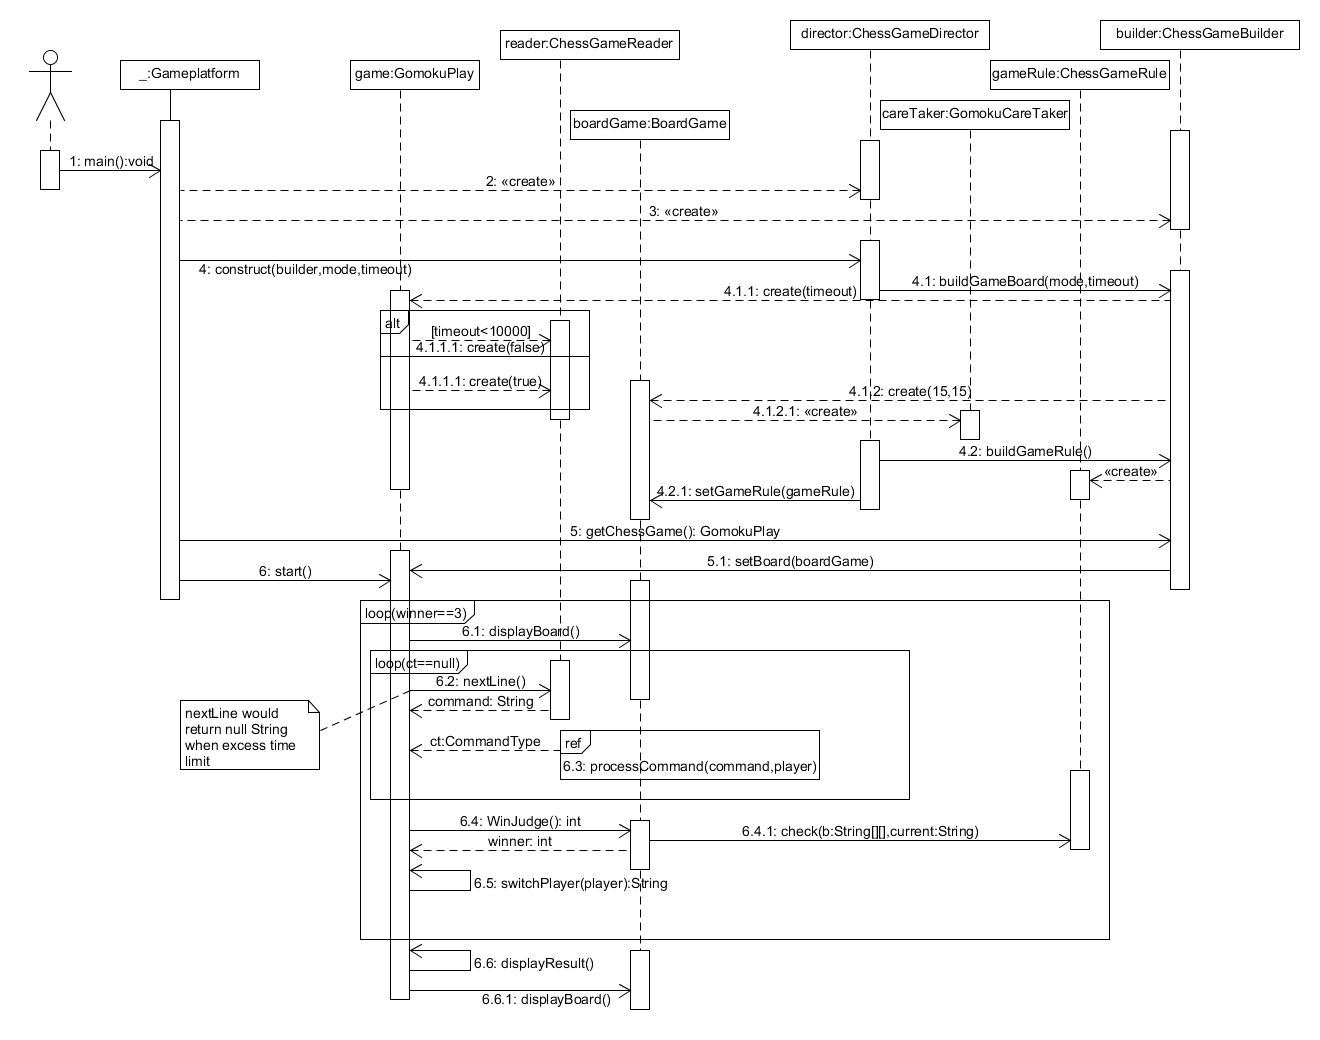 director:ChessGameDirector
builder:ChessGameBuilder
reader:ChessGameReader
_:Gameplatform
game:GomokuPlay
gameRule:ChessGameRule
careTaker:GomokuCareTaker
boardGame:BoardGame
1: main():void
2: «create»
3: «create»
4: construct(builder,mode,timeout)
4.1: buildGameBoard(mode,timeout)
4.1.1: create(timeout)
alt
[timeout<10000]
4.1.1.1: create(false)
4.1.1.1: create(true)
4.1.2: create(15,15)
4.1.2.1: «create»
4.2: buildGameRule()
«create»
4.2.1: setGameRule(gameRule)
5: getChessGame(): GomokuPlay
5.1: setBoard(boardGame)
6: start()
loop(winner==3)
6.1: displayBoard()
loop(ct==null)
6.2: nextLine()
command: String
nextLine would
return null String
when excess time
limit
ct:CommandType
ref
6.3: processCommand(command,player)
6.4: WinJudge(): int
6.4.1: check(b:String[][],current:String)
winner: int
6.5: switchPlayer(player):String
6.6: displayResult()
6.6.1: displayBoard()